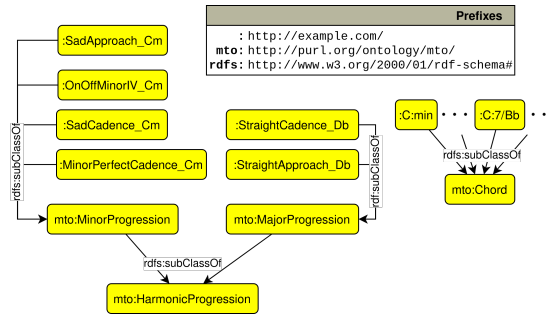 Prefixes
: http://example.com/
mto: http://purl.org/ontology/mto/
rdfs: http://www.w3.org/2000/01/rdf-schema#
:SadApproach_Cm
:OnOffMinorIV_Cm
:SadCadence_Cm
:MinorPerfectCadence_Cm
rdfs:subClassOf
:StraightCadence_Db
:StraightApproach_Db
rdf:subClassOf
:C:min
:C:7/Bb
rdfs:subClassOf
mto:Chord
mto:MinorProgression
mto:MajorProgression
rdfs:subClassOf
mto:HarmonicProgression